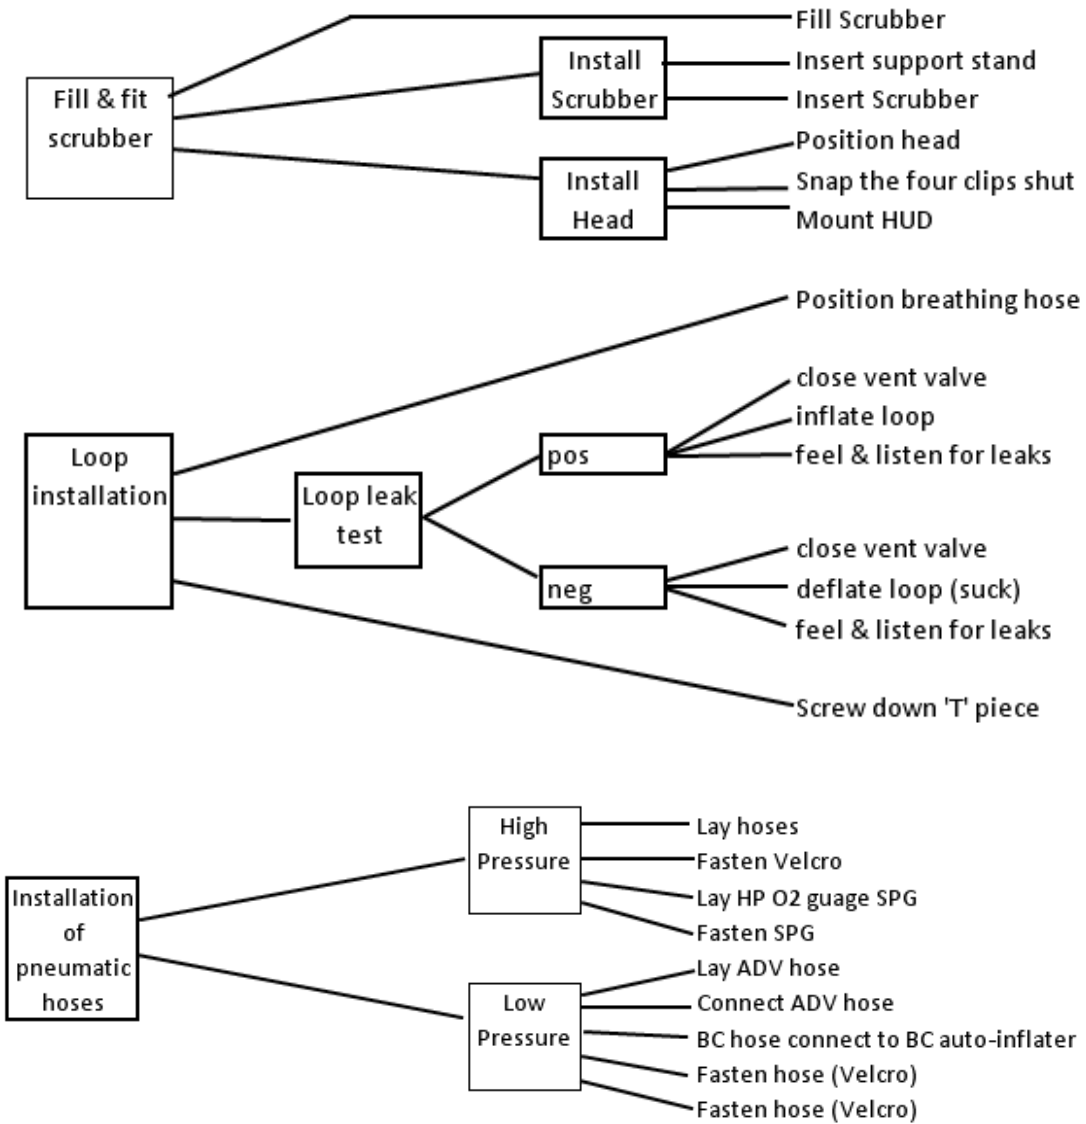 Fill & fit
scrubber
Fill Scrubber
Install
Scrubber
Insert support stand
Insert Scrubber
Install
Head
Position head
Snap the four clips shut
Mount HUD
Loop
installation
Position breathing hose
Loop leak
test
pos
close vent valve
inflate loop
feel & listen for leaks
neg
close vent valve
deflate loop (suck)
feel & listen for leaks
Screw down 'T' piece
Installation
of
pneumatic
hoses
High
Pressure
Lay hoses
Fasten Velcro
Lay HP O2 guage SPG
Fasten SPG
Low
Pressure
Lay ADV hose
Connect ADV hose
BC hose connect to BC auto-inflater
Fasten hose (Velcro)
Fasten hose (Velcro)